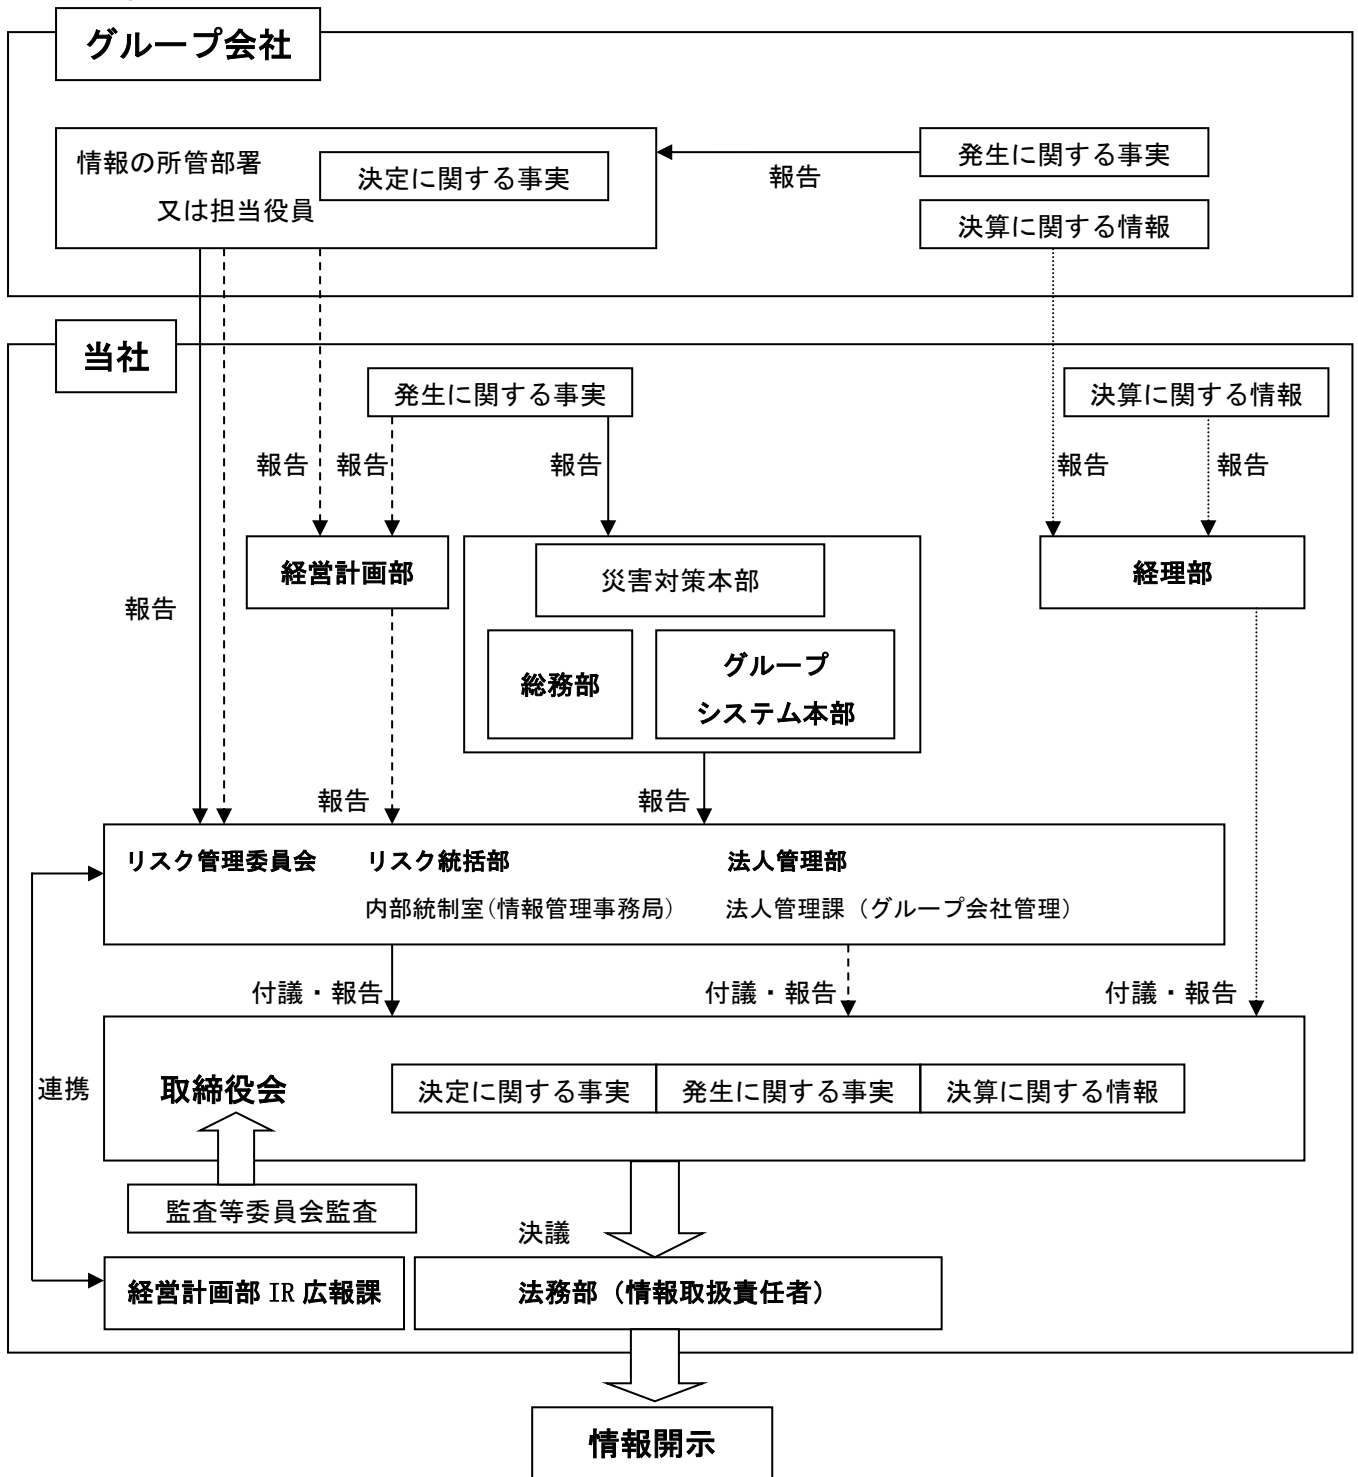 グループ会社
情報の所管部署
又は担当役員
決定に関する事実
報告
発生に関する事実
決算に関する情報
当社
発生に関する事実
決算に関する情報
報告
報告
報告
報告
報告
経営計画部
災害対策本部
総務部
グループ
システム本部
経理部
報告
報告
報告
リスク管理委員会
リスク統括部
法人管理部
内部統制室(情報管理事務局)
法人管理課(グループ会社管理)
付議・報告
付議・報告
付議・報告
連携
取締役会
決定に関する事実
発生に関する事実
決算に関する情報
監査等委員会監査
決議
経営計画部 IR 広報課
法務部(情報取扱責任者)
情報開示